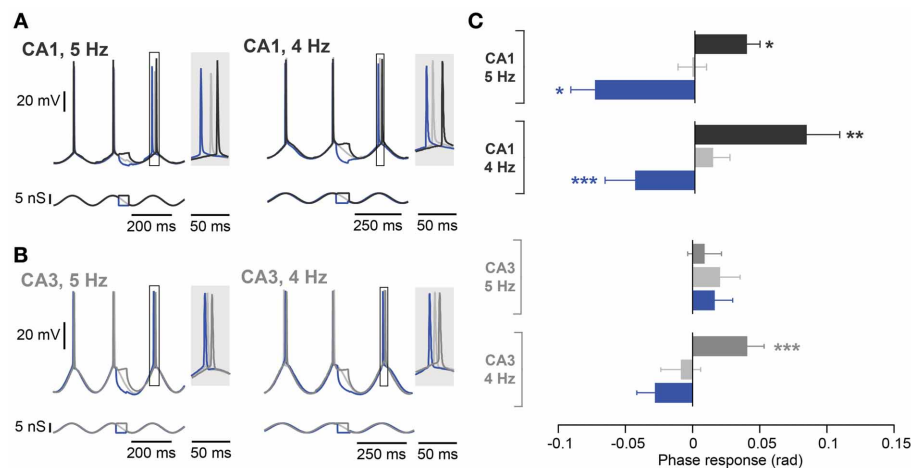 A
CA1, 5 Hz
CA1, 4 Hz
20 mV
5 nS
200 ms
50 ms
250 ms
50 ms
B
CA3, 5 Hz
CA3, 4 Hz
20 mV
5 nS
200 ms
50 ms
250 ms
50 ms
C
CA1
5 Hz
*
*
CA1
4 Hz
**
***
CA3
5 Hz
CA3
4 Hz
***
-0.1
-0.05
0
0.05
0.1
0.15
Phase response (rad)